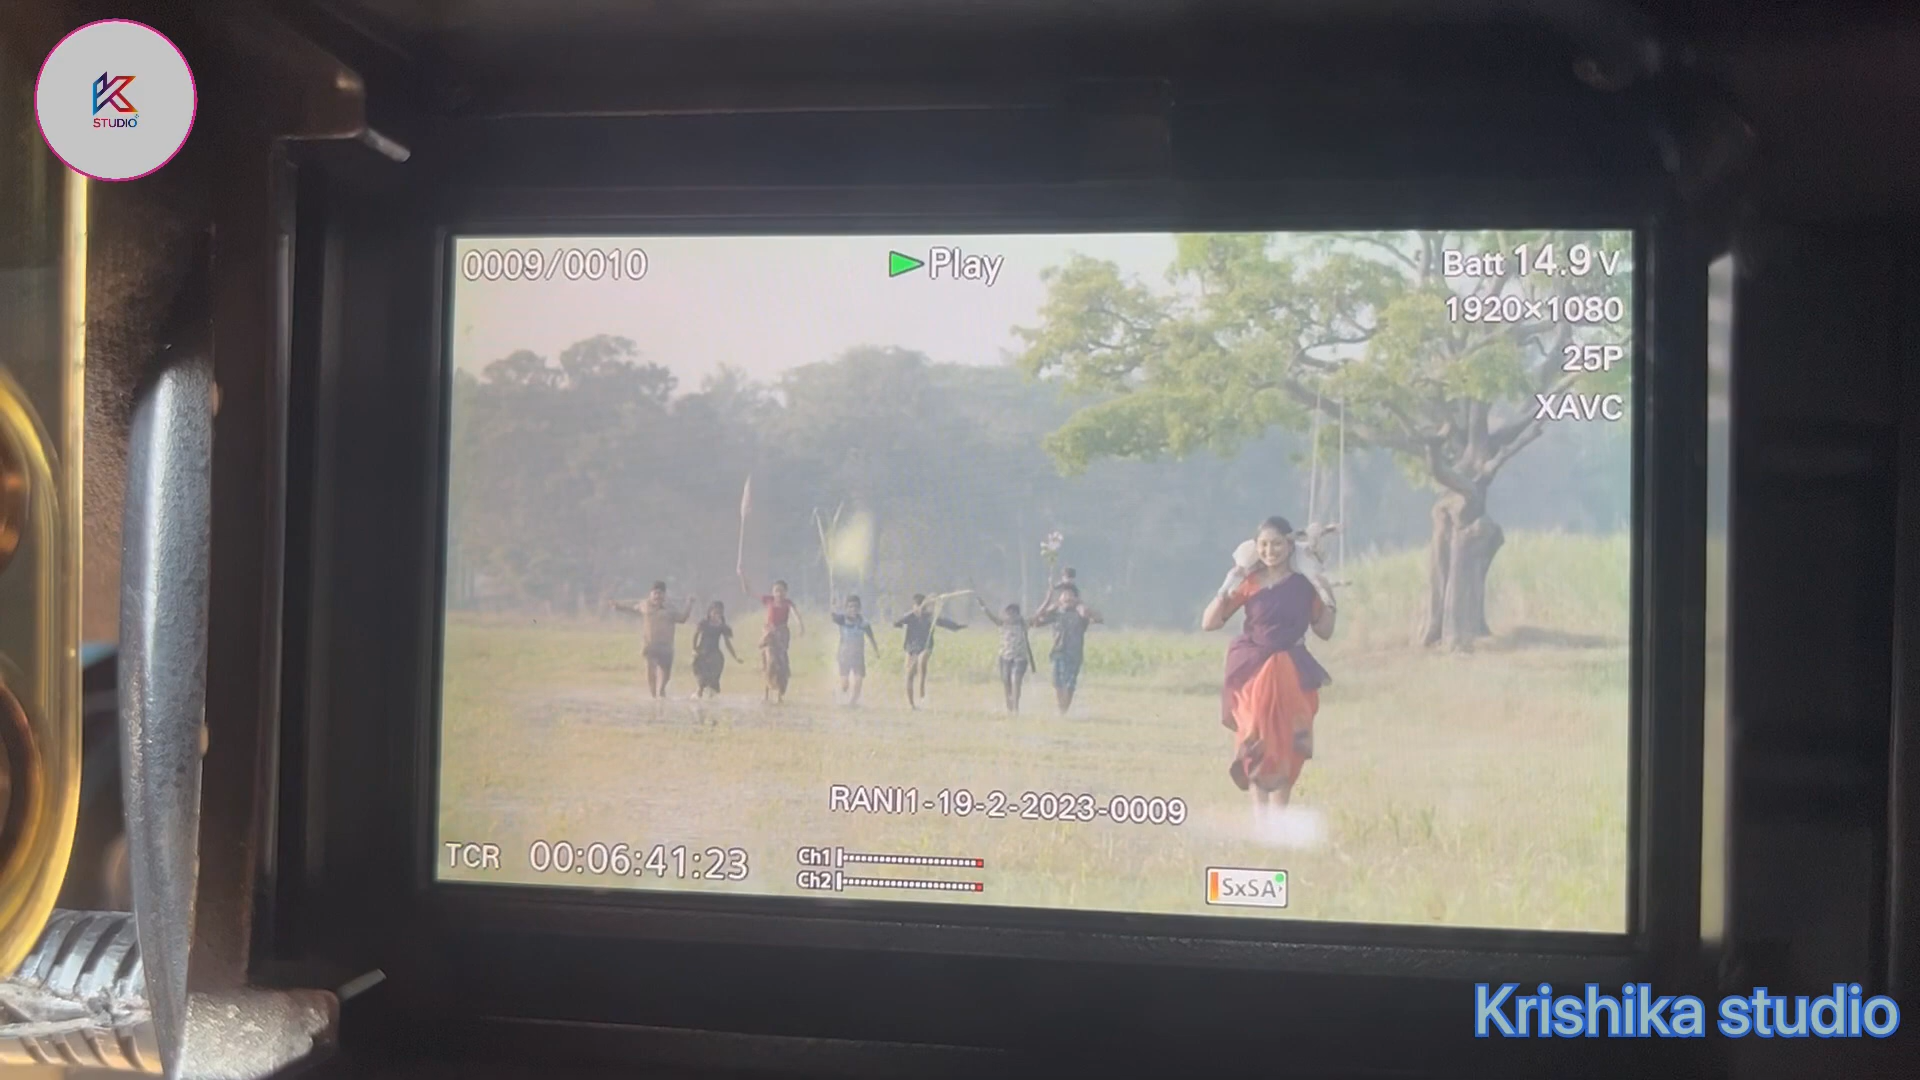 K
STUDIO
0009/0010
Play
Batt 14.9 V
1920×1080
25P
XAVC
RANI1-19-2-2023-0009
TCR 00:06:41:23
Ch1
Ch2
SxSA
Krishika studio